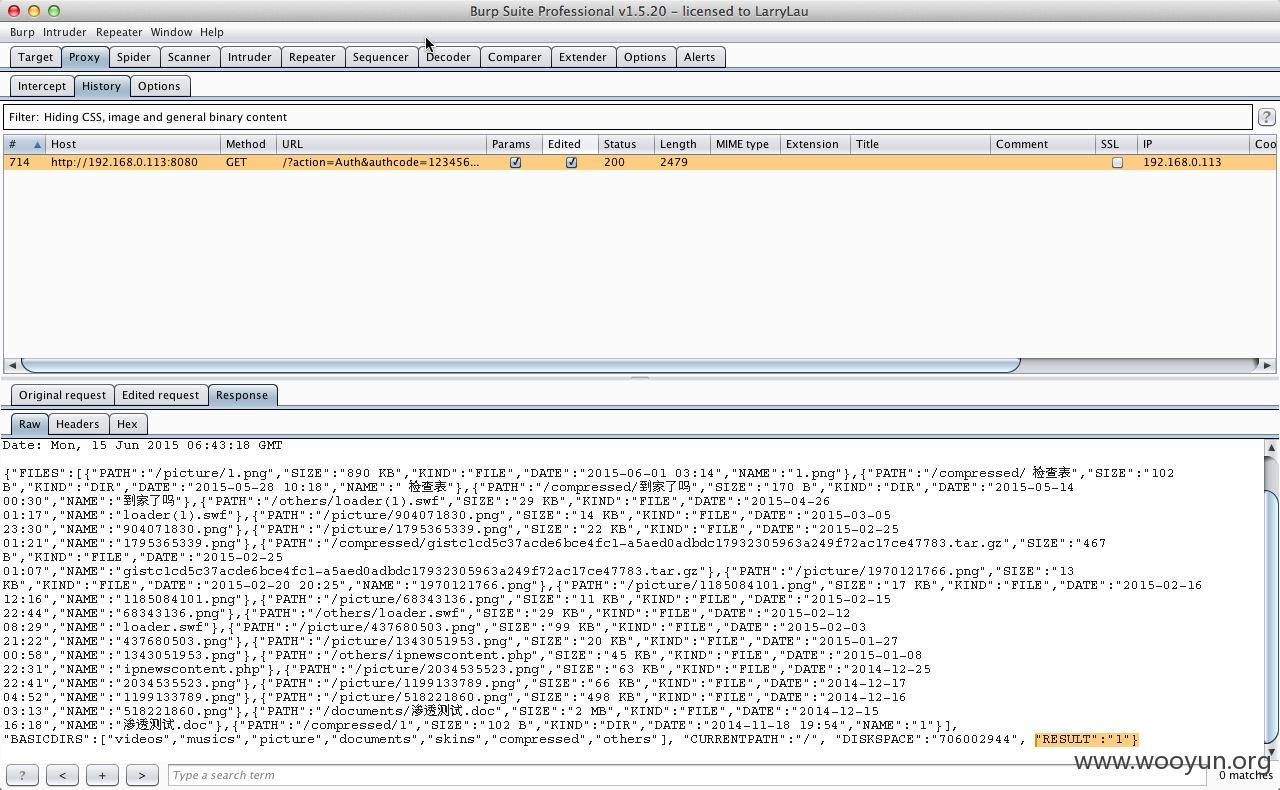 Burp Suite Professional v1.5.20 – licensed to LarryLau
Burp Intruder Repeater Window Help
Target Proxy Spider Scanner Intruder Repeater Sequencer Decoder Comparer Extender Options Alerts
Intercept History Options
Filter: Hiding CSS, image and general binary content ?
# Host Method URL Params Edited Status Length MIME type Extension Title Comment SSL IP Coo
714 http://192.168.0.113:8080 GET /?action=Auth&authcode=123456... 200 2479 192.168.0.113
Original request Edited request Response
Raw Headers Hex
Date: Mon, 15 Jun 2015 06:43:18 GMT
{"FILES":[{"PATH":"/picture/1.png","SIZE":"890 KB","KIND":"FILE","DATE":"2015-06-01 03:14","NAME":"1.png"},{"PATH":"/compressed/ 检查表","SIZE":"102
B","KIND":"DIR","DATE":"2015-05-28 10:18","NAME":" 检查表"},{"PATH":"/compressed/到家了吗","SIZE":"170 B","KIND":"DIR","DATE":"2015-05-14
00:30","NAME":"到家了吗"},{"PATH":"/others/loader(1).swf","SIZE":"29 KB","KIND":"FILE","DATE":"2015-04-26
01:17","NAME":"loader(1).swf"},{"PATH":"/picture/904071830.png","SIZE":"14 KB","KIND":"FILE","DATE":"2015-03-05
23:30","NAME":"904071830.png"},{"PATH":"/picture/1795365339.png","SIZE":"22 KB","KIND":"FILE","DATE":"2015-02-25
01:21","NAME":"1795365339.png"},{"PATH":"/compressed/gistc1cd5c37acde6bce4fc1-a5aed0adbdc17932305963a249f72ac17ce47783.tar.gz","SIZE":"467
B","KIND":"FILE","DATE":"2015-02-25
01:07","NAME":"gistc1cd5c37acde6bce4fc1-a5aed0adbdc17932305963a249f72ac17ce47783.tar.gz"},{"PATH":"/picture/1970121766.png","SIZE":"13
KB","KIND":"FILE","DATE":"2015-02-20 20:25","NAME":"1970121766.png"},{"PATH":"/picture/1185084101.png","SIZE":"17 KB","KIND":"FILE","DATE":"2015-02-16
12:16","NAME":"1185084101.png"},{"PATH":"/picture/68343136.png","SIZE":"11 KB","KIND":"FILE","DATE":"2015-02-15
22:44","NAME":"68343136.png"},{"PATH":"/others/loader.swf","SIZE":"29 KB","KIND":"FILE","DATE":"2015-02-12
08:29","NAME":"loader.swf"},{"PATH":"/picture/437680503.png","SIZE":"99 KB","KIND":"FILE","DATE":"2015-02-03
21:22","NAME":"437680503.png"},{"PATH":"/picture/1343051953.png","SIZE":"20 KB","KIND":"FILE","DATE":"2015-01-27
00:58","NAME":"1343051953.png"},{"PATH":"/others/ipnewscontent.php","SIZE":"45 KB","KIND":"FILE","DATE":"2015-01-08
22:31","NAME":"ipnewscontent.php"},{"PATH":"/picture/2034535523.png","SIZE":"63 KB","KIND":"FILE","DATE":"2014-12-25
22:41","NAME":"2034535523.png"},{"PATH":"/picture/1199133789.png","SIZE":"66 KB","KIND":"FILE","DATE":"2014-12-17
04:52","NAME":"1199133789.png"},{"PATH":"/picture/518221860.png","SIZE":"498 KB","KIND":"FILE","DATE":"2014-12-16
03:13","NAME":"518221860.png"},{"PATH":"/documents/渗透测试.doc","SIZE":"2 MB","KIND":"FILE","DATE":"2014-12-15
16:18","NAME":"渗透测试.doc"},{"PATH":"/compressed/1","SIZE":"102 B","KIND":"DIR","DATE":"2014-11-18 19:54","NAME":"1"}],
"BASICDIRS":["videos","musics","picture","documents","skins","compressed","others"], "CURRENTPATH":"/", "DISKSPACE":"706002944", "RESULT":"1"}
www.wooyun.org
? < + > Type a search term 0 matches